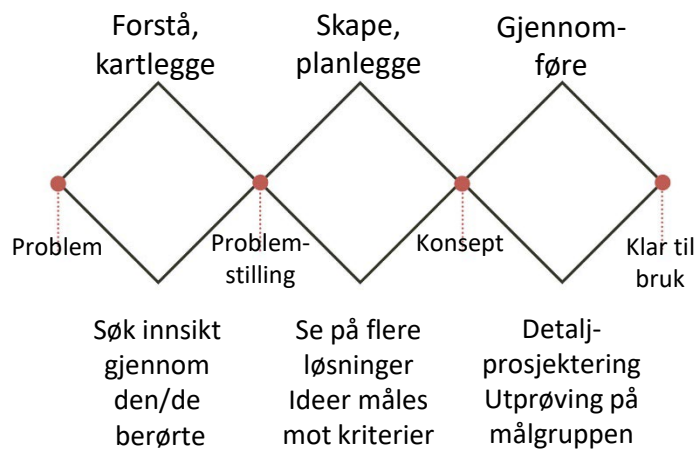 Forstå,
kartlegge
Skape,
planlegge
Gjennom-
føre
Problem
Problem-
stilling
Konsept
Klar til
bruk
Søk innsikt
gjennom
den/de
berørte
Se på flere
løsninger
Ideer måles
mot kriterier
Detalj-
prosjektering
Utprøving på
målgruppen